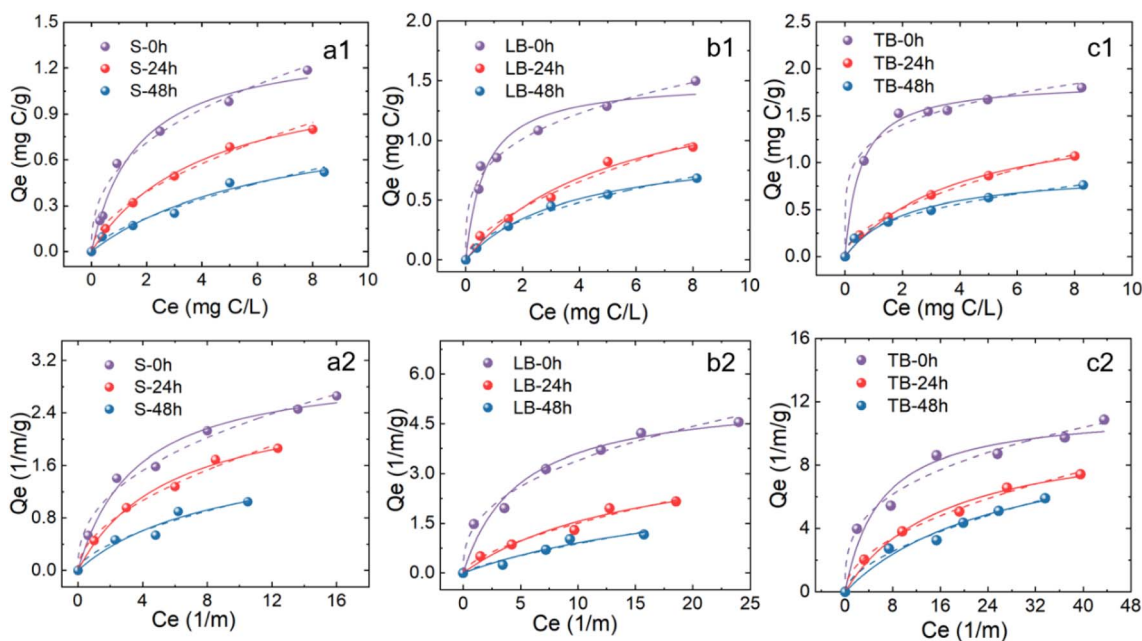 1.5
1.2
0.9
0.6
0.3
0.0
Qe (mg C/g)
S-0h
S-24h
S-48h
a1
0 2 4 6 8 10
Ce (mg C/L)
2.0
1.5
1.0
0.5
0.0
Qe (mg C/g)
LB-0h
LB-24h
LB-48h
b1
0 2 4 6 8 10
Ce (mg C/L)
2.5
2.0
1.5
1.0
0.5
0.0
Qe (mg C/g)
TB-0h
TB-24h
TB-48h
c1
0 2 4 6 8 10
Ce (mg C/L)
3.2
2.4
1.6
0.8
0.0
Qe (1/m/g)
S-0h
S-24h
S-48h
a2
0 4 8 12 16
Ce (1/m)
6.0
4.5
3.0
1.5
0.0
Qe (1/m/g)
LB-0h
LB-24h
LB-48h
b2
0 5 10 15 20 25
Ce (1/m)
16
12
8
4
0
Qe (1/m/g)
TB-0h
TB-24h
TB-48h
c2
0 8 16 24 32 40 48
Ce (1/m)